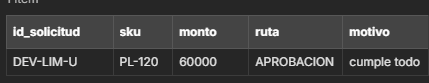 id_solicitud sku monto ruta motivo
DEV-LIM-U PL-120 60000 APROBACION cumple todo